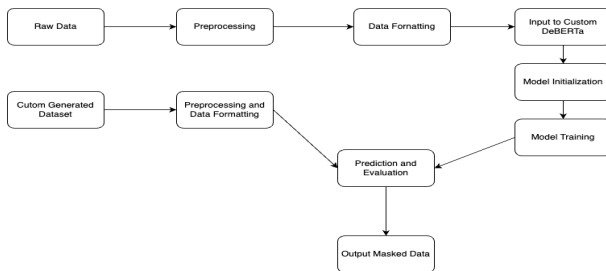 Raw Data
Preprocessing
Data Fornatting
Input to Custom
DeBERTa
Model Initialization
Cutom Generated
Dataset
Preprocessing and
Data Formatting
Model Training
Prediction and
Evaluation
Output Masked Data